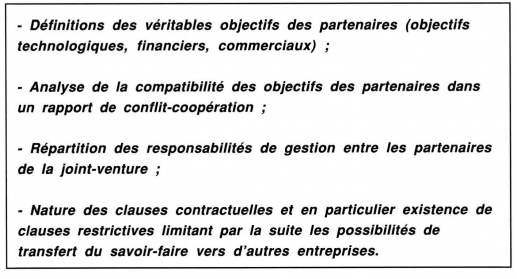 - Définitions des véritables objectifs des partenaires (objectifs
technologiques, financiers, commerciaux) ;
- Analyse de la compatibilité des objectifs des partenaires dans
un rapport de conflit-coopération ;
- Répartition des responsabilités de gestion entre les partenaires
de la joint-venture ;
- Nature des clauses contractuelles et en particulier existence de
clauses restrictives limitant par la suite les possibilités de
transfert du savoir-faire vers d'autres entreprises.